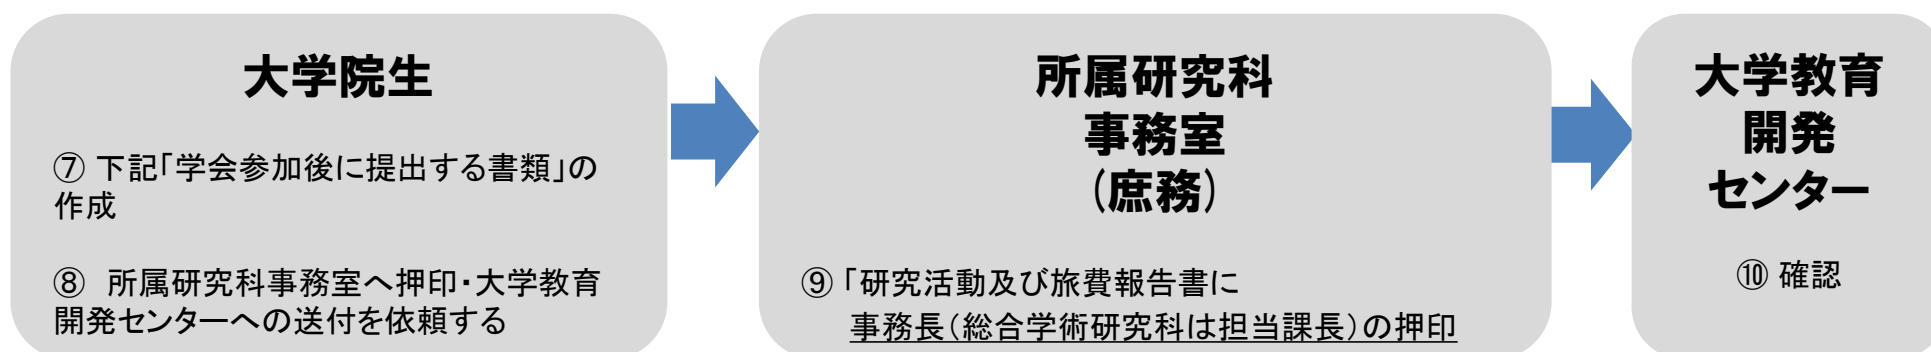 大学院生
⑦ 下記「学会参加後に提出する書類」の
作成
⑧ 所属研究科事務室へ押印・大学教育
開発センターへの送付を依頼する
所属研究科
事務室
(庶務)
⑨ 「研究活動及び旅費報告書に
事務長(総合学術研究科は担当課長)の押印
大学教育
開発
センター
⑩ 確認